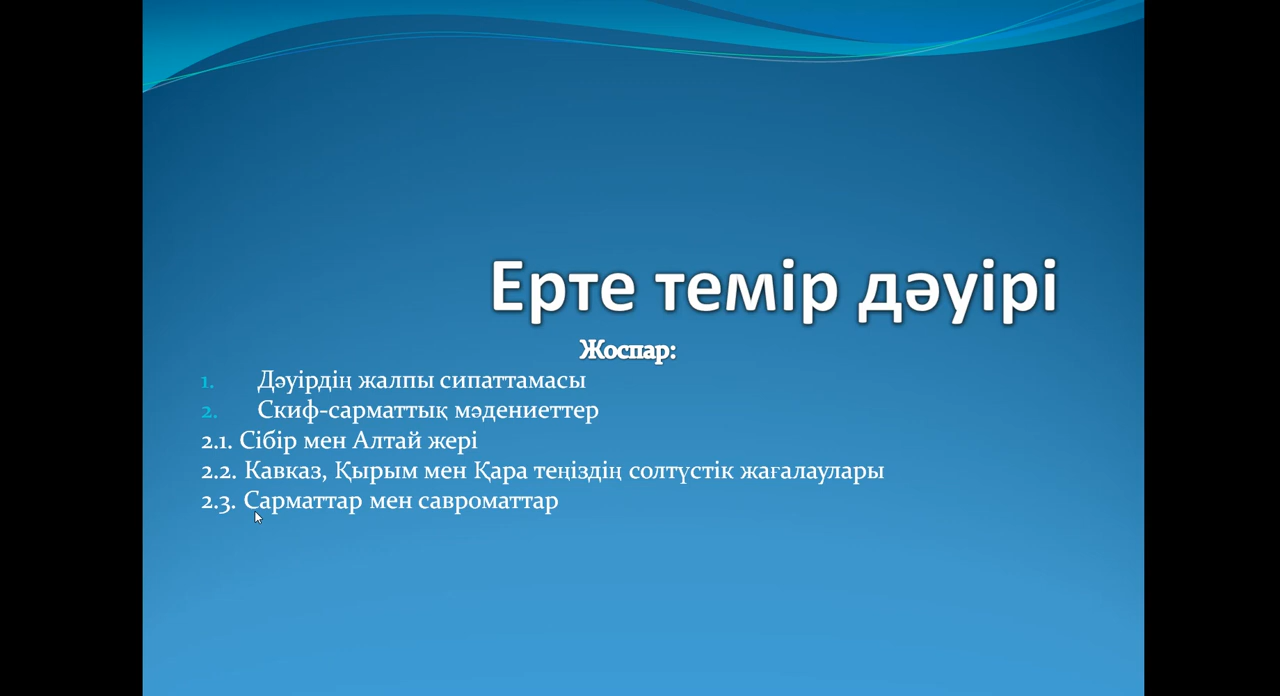 Ерте темір дәуірі
Жоспар:
1. Дәуірдің жалпы сипаттамасы
2. Скиф-сарматтық мәдениеттер
2.1. Сібір мен Алтай жері
2.2. Кавказ, Қырым мен Қара теңіздің солтүстік жағалаулары
2.3. Сарматтар мен савроматтар